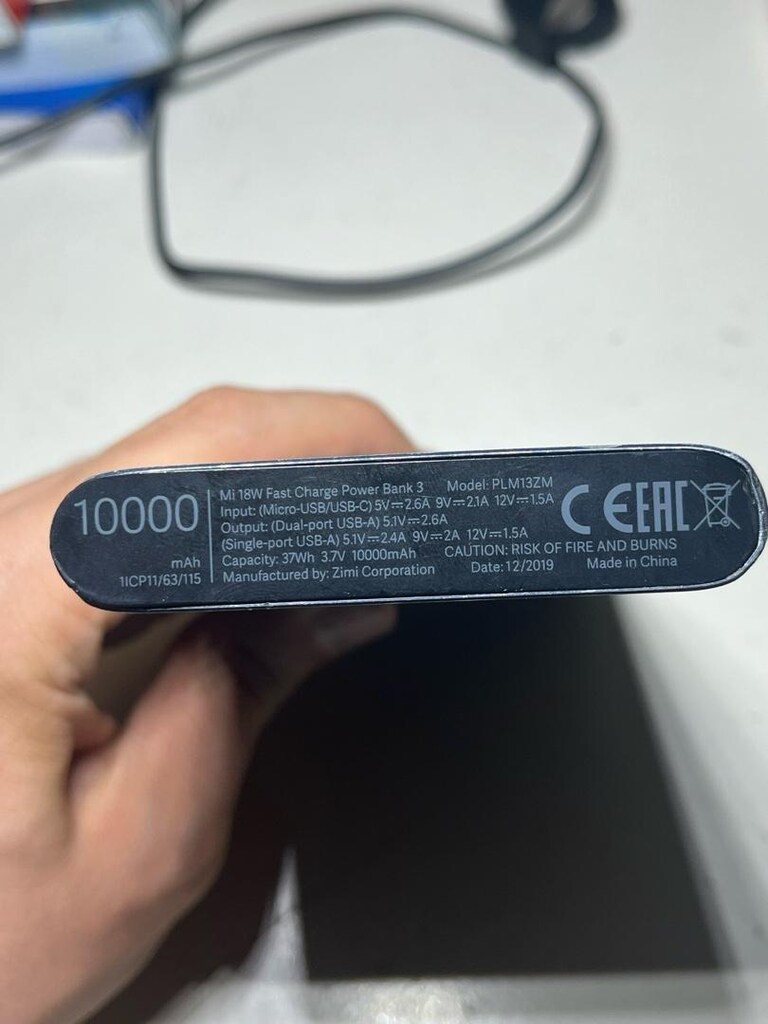 10000
mAh
1ICP11/63/115
Mi 18W Fast Charge Power Bank 3 Model: PLM13ZM
Input: (Micro-USB/USB-C) 5V⎓2.6A 9V⎓2.1A 12V⎓1.5A
Output: (Dual-port USB-A) 5.1V⎓2.6A
(Single-port USB-A) 5.1V⎓2.4A 9V⎓2A 12V⎓1.5A
Capacity: 37Wh 3.7V 10000mAh CAUTION: RISK OF FIRE AND BURNS
Manufactured by: Zimi Corporation Date: 12/2019 Made in China
CE EAC